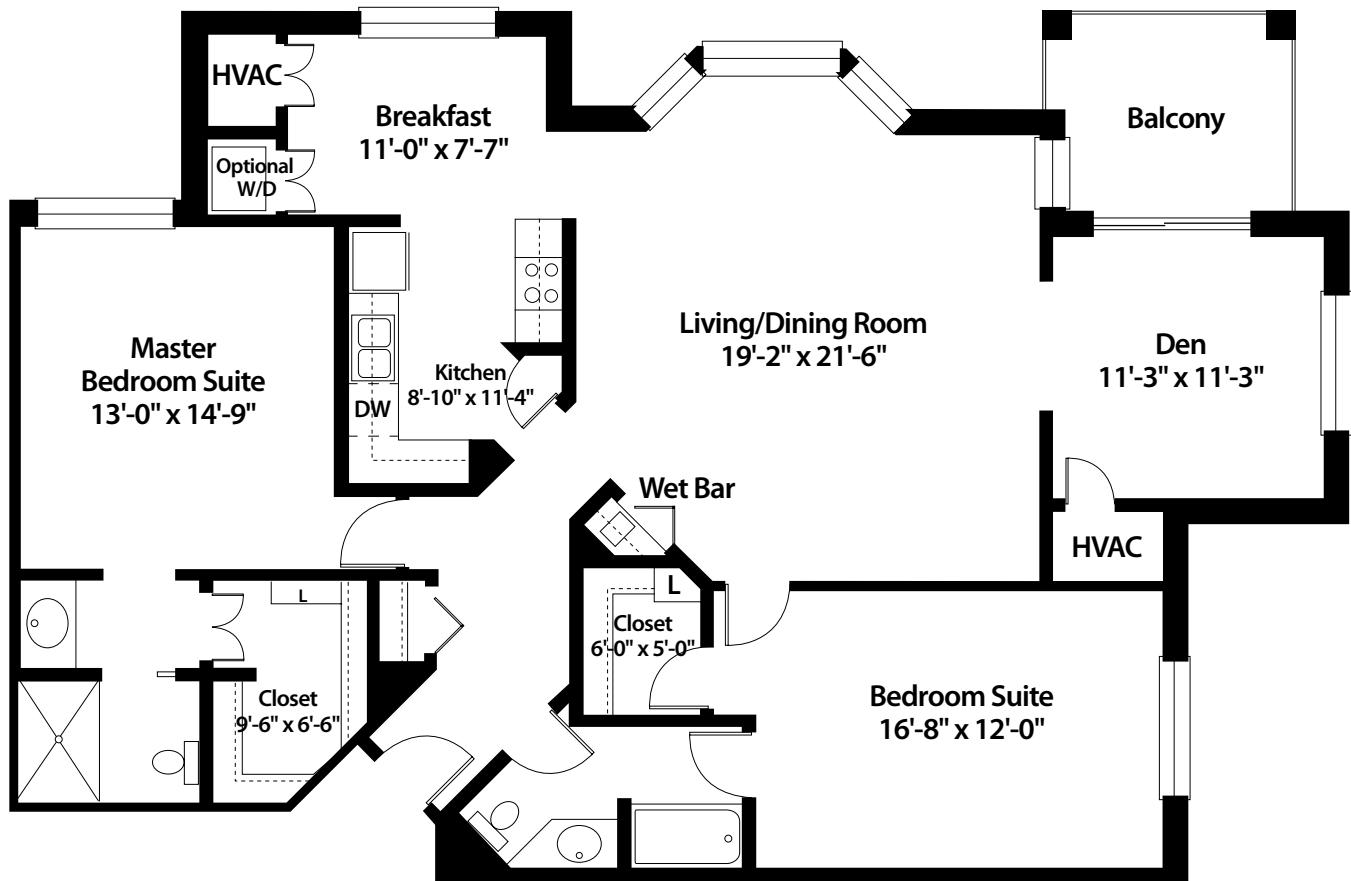 HVAC
Breakfast
11'-0" x 7'-7"
Balcony
Optional
W/D
Living/Dining Room
19'-2" x 21'-6"
Master
Bedroom Suite
13'-0" x 14'-9"
Kitchen
8'-10" x 11'-4"
DW
Den
11'-3" x 11'-3"
Wet Bar
HVAC
L
L
Closet
6'-0" x 5'-0"
Closet
9'-6" x 6'-6"
Bedroom Suite
16'-8" x 12'-0"